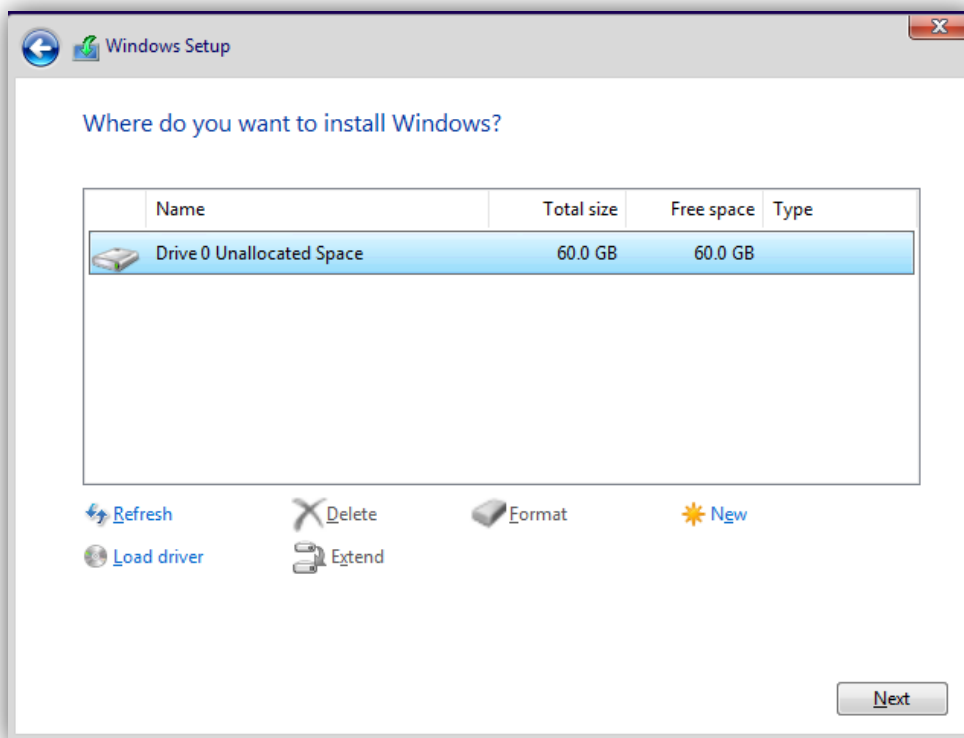 Windows Setup
Where do you want to install Windows?
Name Total size Free space Type
Drive 0 Unallocated Space 60.0 GB 60.0 GB
Refresh Delete Format New
Load driver Extend
Next